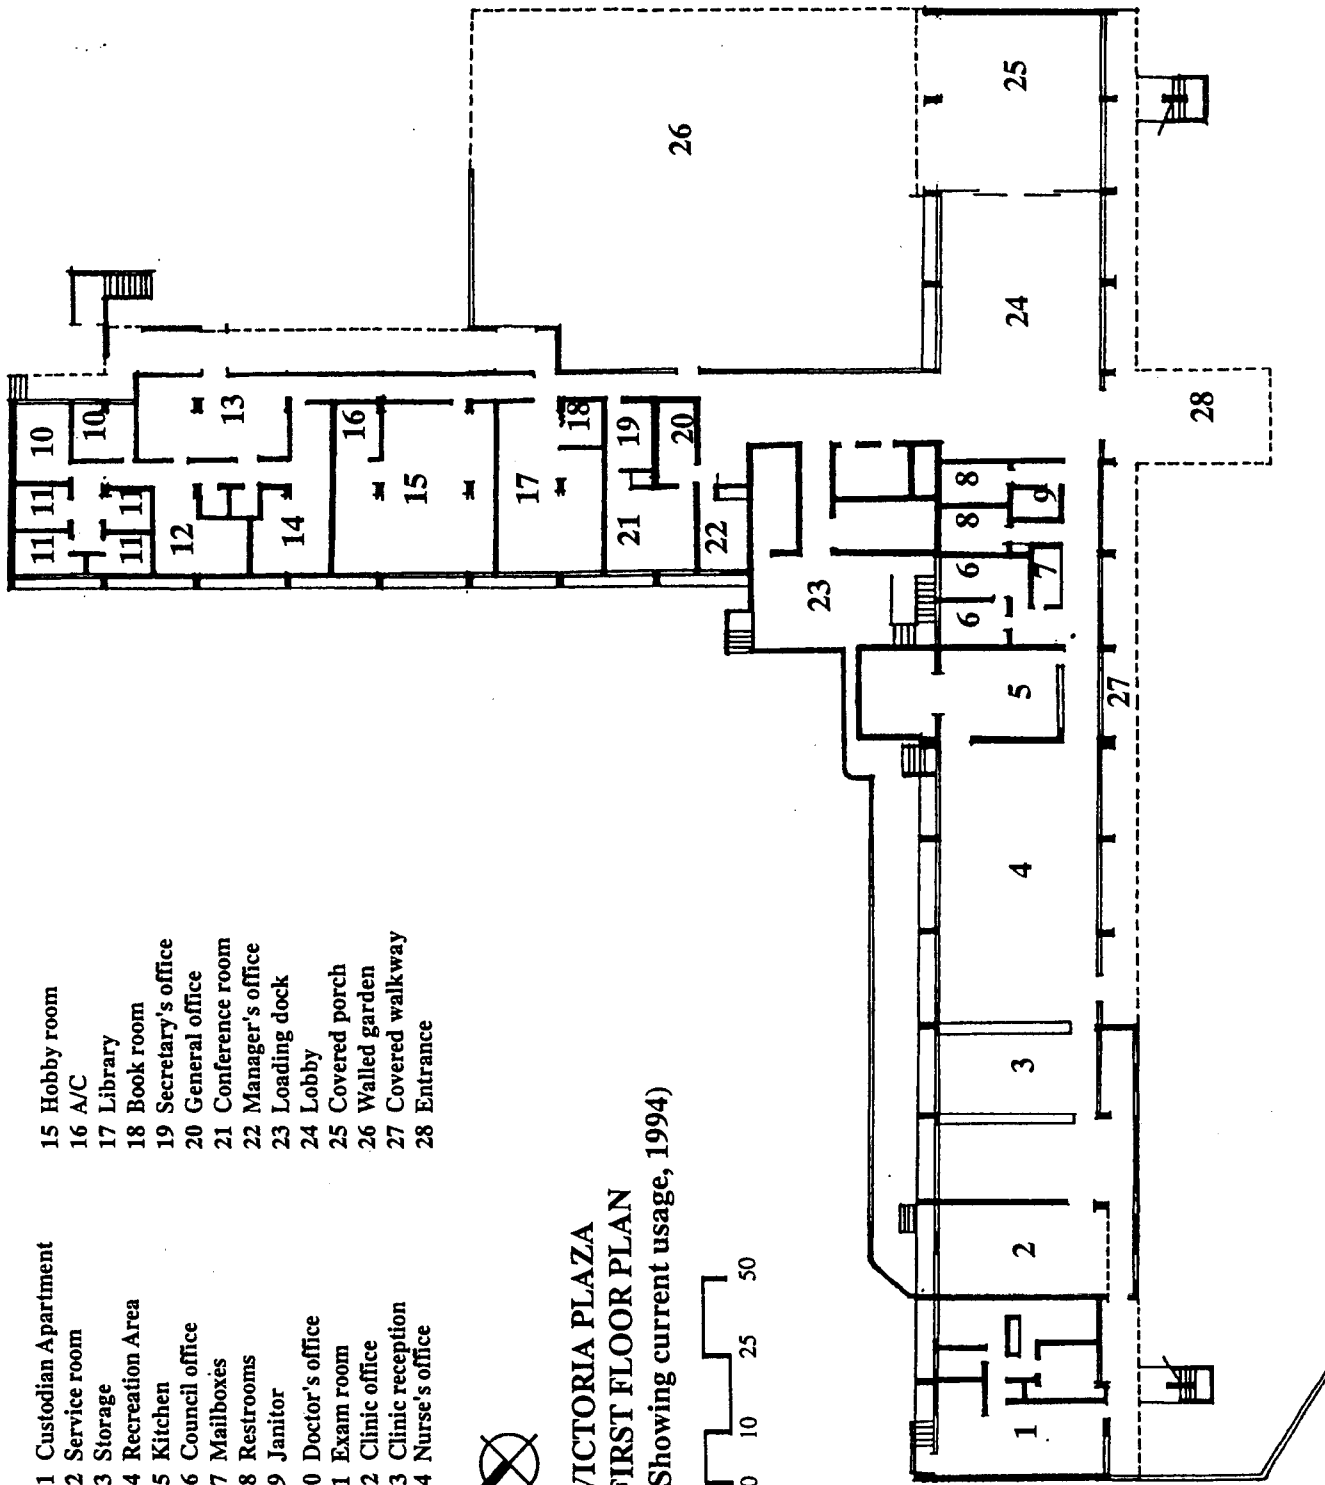 1 Custodian Apartment
2 Service room
3 Storage
4 Recreation Area
5 Kitchen
6 Council office
7 Mailboxes
8 Restrooms
9 Janitor
0 Doctor's office
1 Exam room
2 Clinic office
3 Clinic reception
4 Nurse's office
15 Hobby room
16 A/C
17 Library
18 Book room
19 Secretary's office
20 General office
21 Conference room
22 Manager's office
23 Loading dock
24 Lobby
25 Covered porch
26 Walled garden
27 Covered walkway
28 Entrance
VICTORIA PLAZA
FIRST FLOOR PLAN
Showing current usage, 1994)
0 10 25 50
10
10
11
11
11
11
12
13
14
16
15
17
18
19
20
21
22
23
26
25
24
28
8
8
9
6
6
7
5
27
4
3
2
1